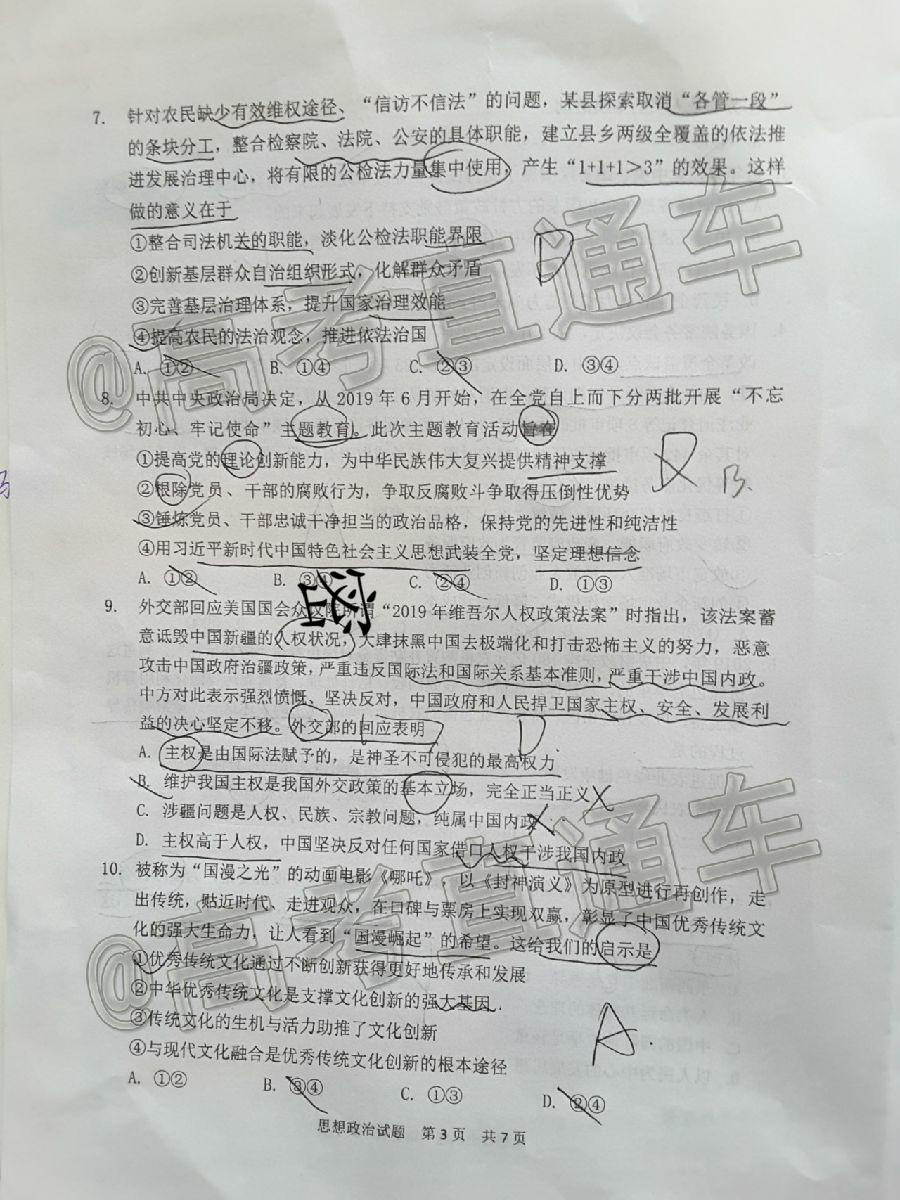 7. 针对农民缺少有效维权途径、“信访不信法”的问题，某县探索取消“各管一段”
的条块分工，整合检察院、法院、公安的具体职能，建立县乡两级全覆盖的依法推
进发展治理中心，将有限的公检法力量集中使用，产生“1+1+1>3”的效果。这样
做的意义在于
①整合司法机关的职能，淡化公检法职能界限
②创新基层群众自治组织形式，化解群众矛盾
③完善基层治理体系，提升国家治理效能
④提高农民的法治观念，推进依法治国
A. ①② B. ①④ C. ②③ D. ③④
D
8. 中共中央政治局决定，从 2019 年 6 月开始，在全党自上而下分两批开展“不忘
初心、牢记使命”主题教育。此次主题教育活动旨在
①提高党的理论创新能力，为中华民族伟大复兴提供精神支撑
②根除党员、干部的腐败行为，争取反腐败斗争取得压倒性优势
③锤炼党员、干部忠诚干净担当的政治品格，保持党的先进性和纯洁性
④用习近平新时代中国特色社会主义思想武装全党，坚定理想信念
A. ①② B. ③④ C. ②④ D. ①③
B.
9. 外交部回应美国国会众议院所谓“2019 年维吾尔人权政策法案”时指出，该法案蓄
意诋毁中国新疆的人权状况，大肆抹黑中国去极端化和打击恐怖主义的努力，恶意
攻击中国政府治疆政策，严重违反国际法和国际关系基本准则，严重干涉中国内政。
中方对此表示强烈愤慨、坚决反对，中国政府和人民捍卫国家主权、安全、发展利
益的决心坚定不移。外交部的回应表明
A. 主权是由国际法赋予的，是神圣不可侵犯的最高权力
B. 维护我国主权是我国外交政策的基本立场，完全正当正义
C. 涉疆问题是人权、民族、宗教问题，纯属中国内政
D. 主权高于人权，中国坚决反对任何国家借口人权干涉我国内政
D
10. 被称为“国漫之光”的动画电影《哪吒》，以《封神演义》为原型进行再创作，走
出传统，贴近时代、走进观众，在口碑与票房上实现双赢，彰显了中国优秀传统文
化的强大生命力，让人看到“国漫崛起”的希望。这给我们的启示是
①优秀传统文化通过不断创新获得更好地传承和发展
②中华优秀传统文化是支撑文化创新的强大基因
③传统文化的生机与活力助推了文化创新
④与现代文化融合是优秀传统文化创新的根本途径
A. ①② B. ③④ C. ①③ D. ②④
A
思想政治试题 第 3 页 共 7 页
@高考直通车
@高考直通车